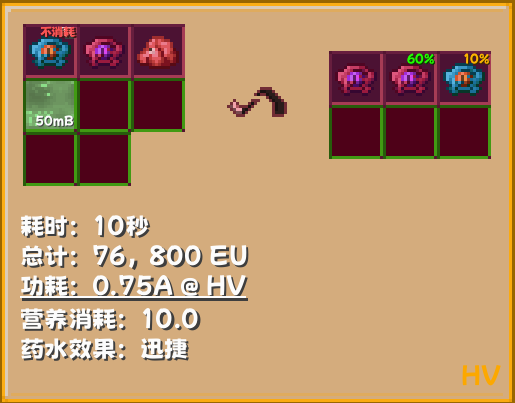 不消耗
60%
10%
50mB
耗时：10秒
总计：76，800 EU
功耗：0.75A @ HV
营养消耗：10.0
药水效果：迅捷
HV